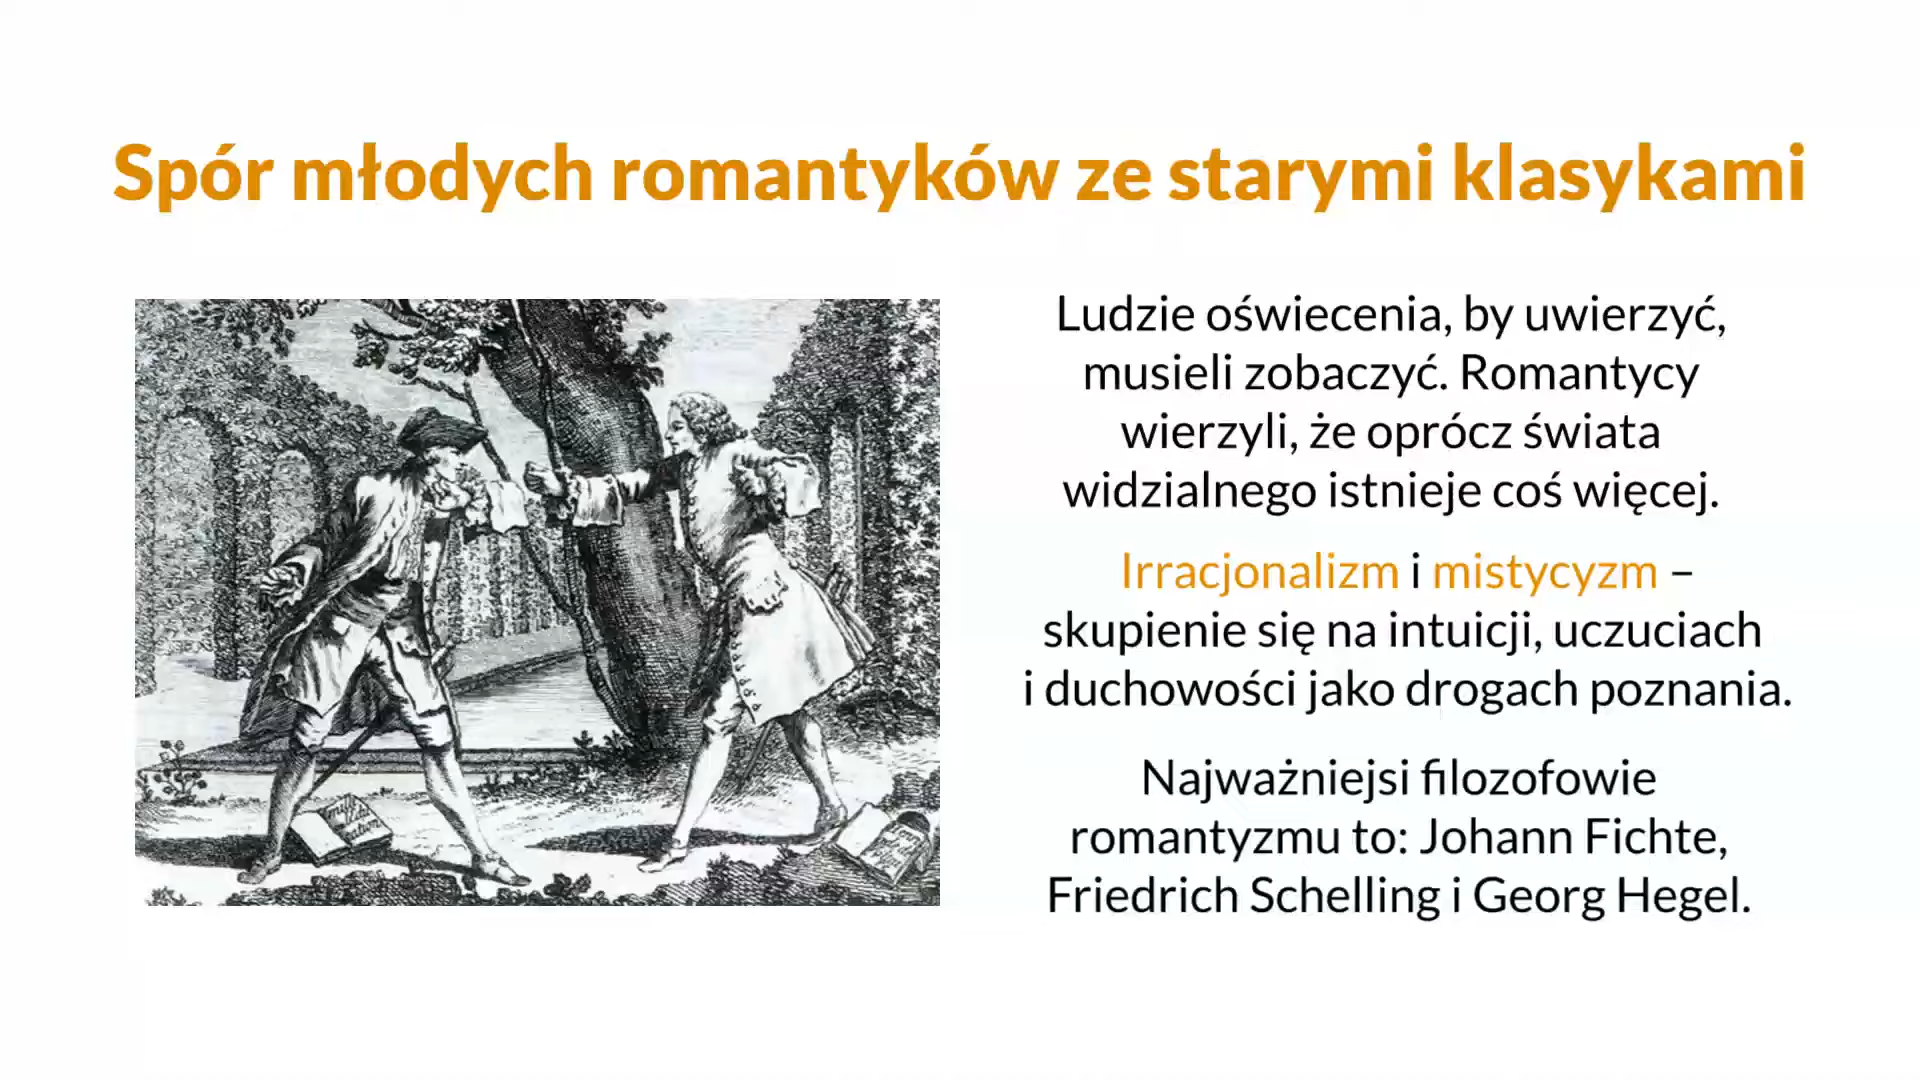 Spór młodych romantyków ze starymi klasykami
Ludzie oświecenia, by uwierzyć,
musieli zobaczyć. Romantycy
wierzyli, że oprócz świata
widzialnego istnieje coś więcej.
Irracjonalizm i mistycyzm –
skupienie się na intuicji, uczuciach
i duchowości jako drogach poznania.
Najważniejsi filozofowie
romantyzmu to: Johann Fichte,
Friedrich Schelling i Georg Hegel.